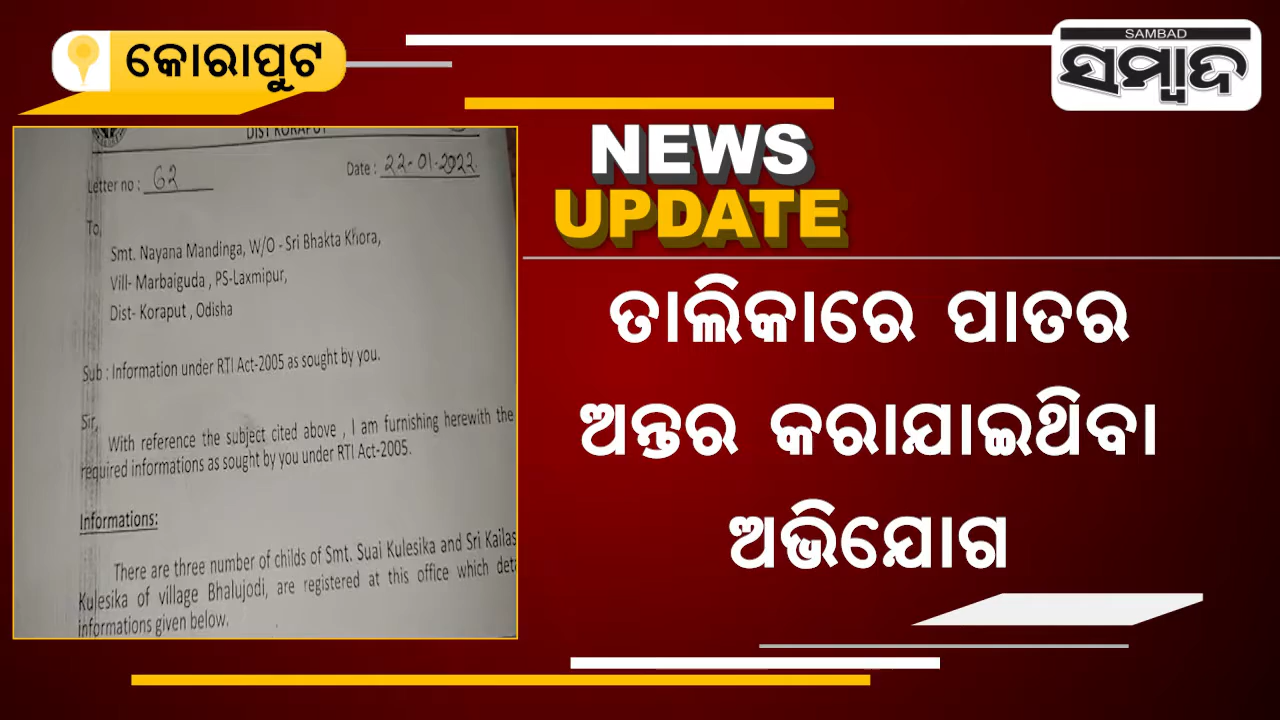 କୋରାପୁଟ
SAMBAD
ସମ୍ବାଦ
NEWS
UPDATE
ତାଲିକାରେ ପାତର
ଅନ୍ତର କରାଯାଇଥିବା
ଅଭିଯୋଗ
DIST KORAPUT
Letter no : 62
Date : 22-01-2022
To,
Smt. Nayana Mandinga, W/O - Sri Bhakta Khora,
Vill- Marbaiguda , PS-Laxmipur,
Dist- Koraput , Odisha
Sub : Information under RTI Act-2005 as sought by you.
Sir,
With reference the subject cited above , I am furnishing herewith the
required informations as sought by you under RTI Act-2005.
Informations:
There are three number of childs of Smt. Suai Kulesika and Sri Kailas
Kulesika of village Bhalujodi, are registered at this office which deta
informations given below.